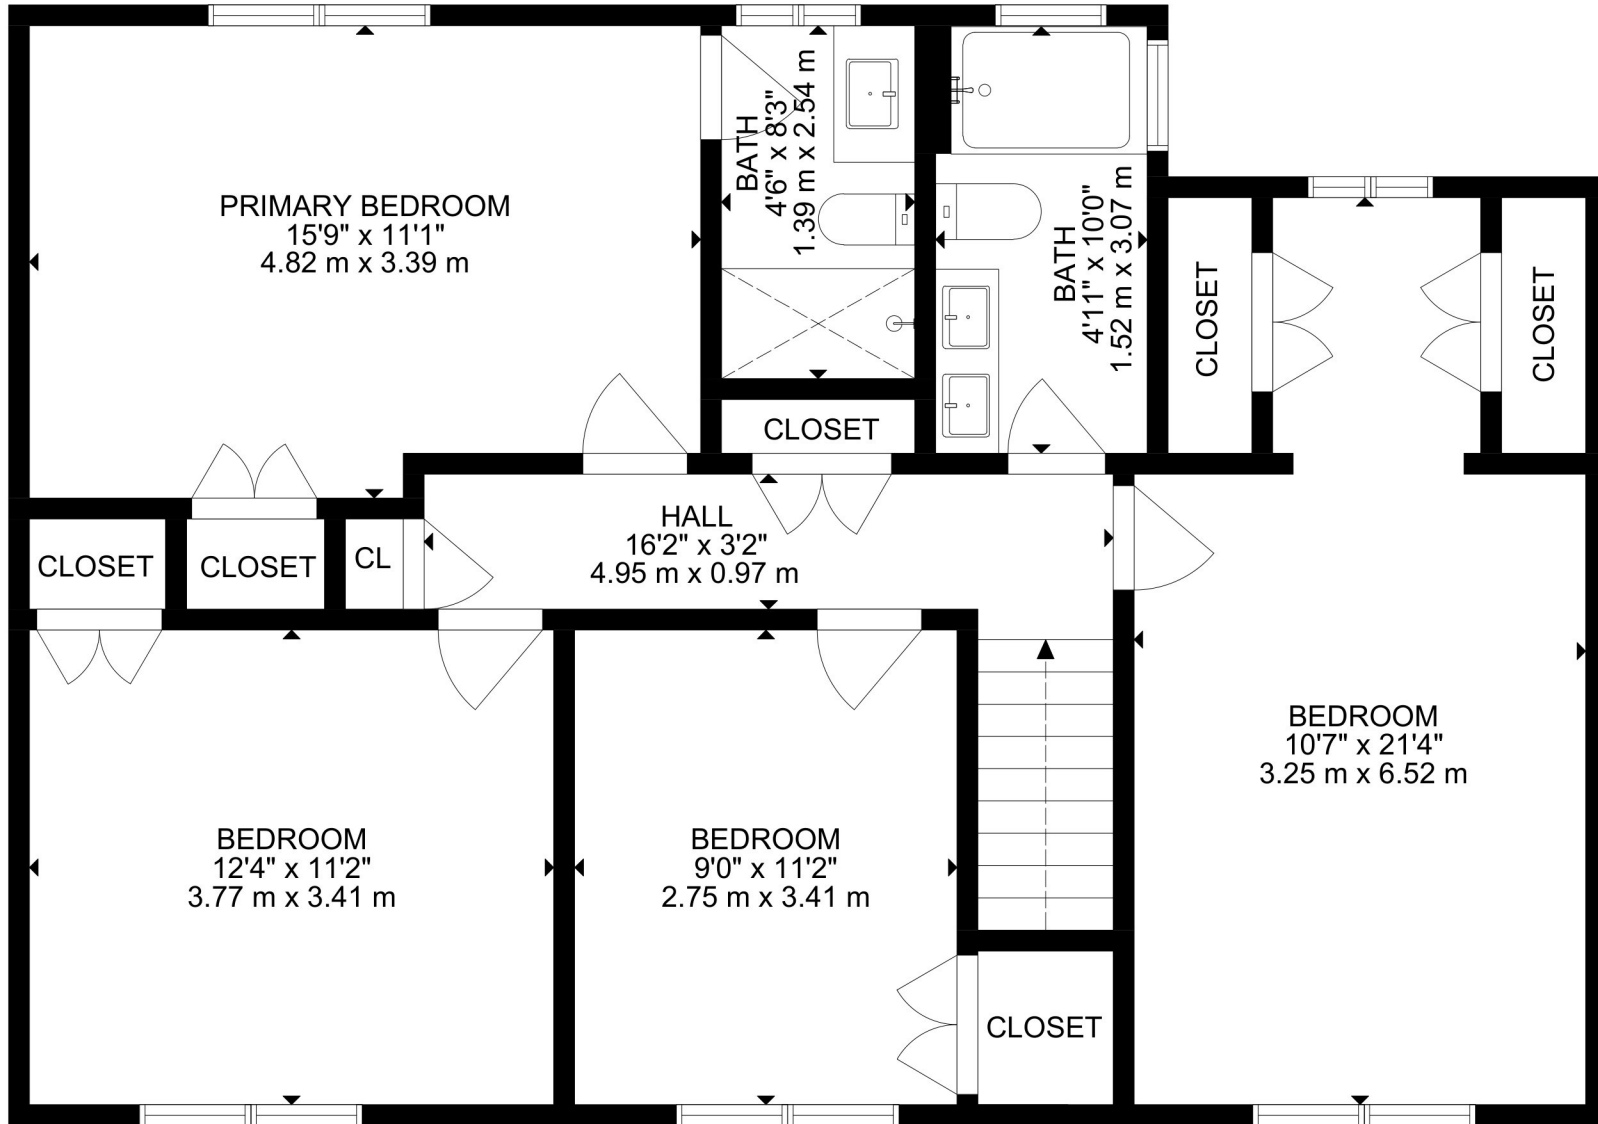 PRIMARY BEDROOM
15'9" x 11'1"
4.82 m x 3.39 m
BATH
4'6" x 8'3"
1.39 m x 2.54 m
BATH
4'11" x 10'0"
1.52 m x 3.07 m
CLOSET
CLOSET
CLOSET
HALL
16'2" x 3'2"
4.95 m x 0.97 m
CLOSET
CLOSET
CL
BEDROOM
12'4" x 11'2"
3.77 m x 3.41 m
BEDROOM
9'0" x 11'2"
2.75 m x 3.41 m
BEDROOM
10'7" x 21'4"
3.25 m x 6.52 m
CLOSET